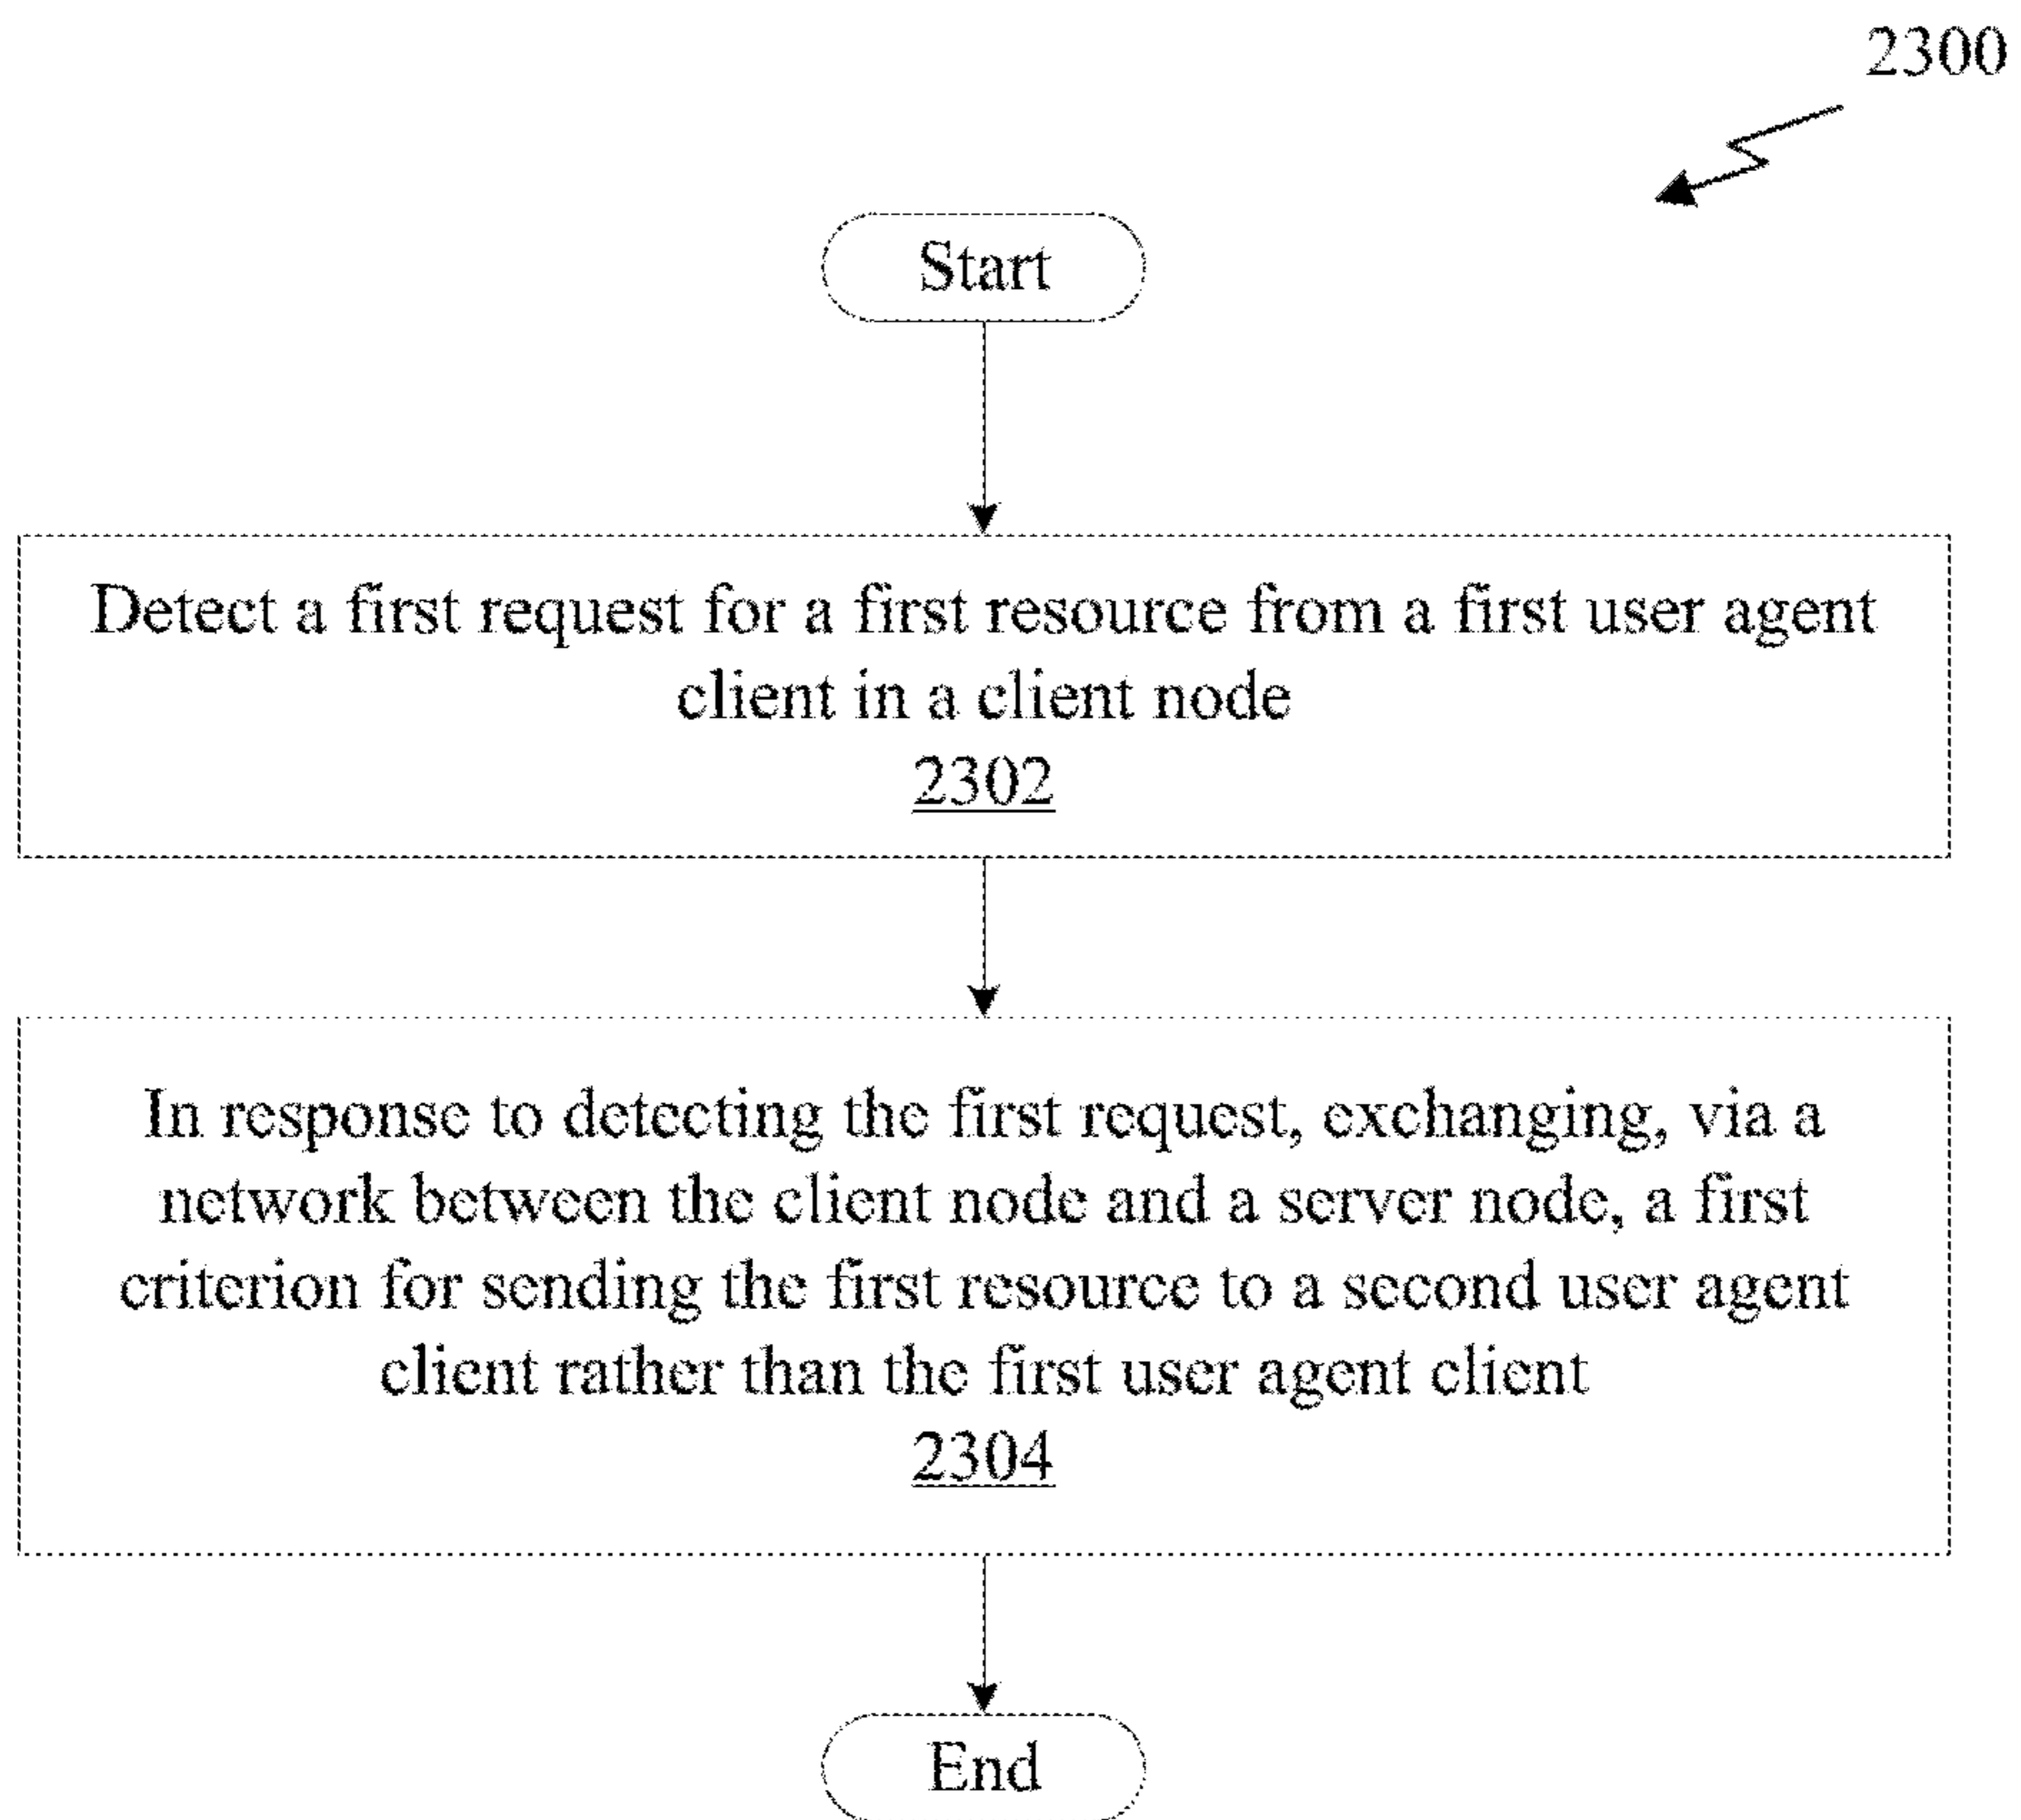 2300
Start
Detect a first request for a first resource from a first user agent
client in a client node
2302
In response to detecting the first request, exchanging, via a
network between the client node and a server node, a first
criterion for sending the first resource to a second user agent
client rather than the first user agent client
2304
End